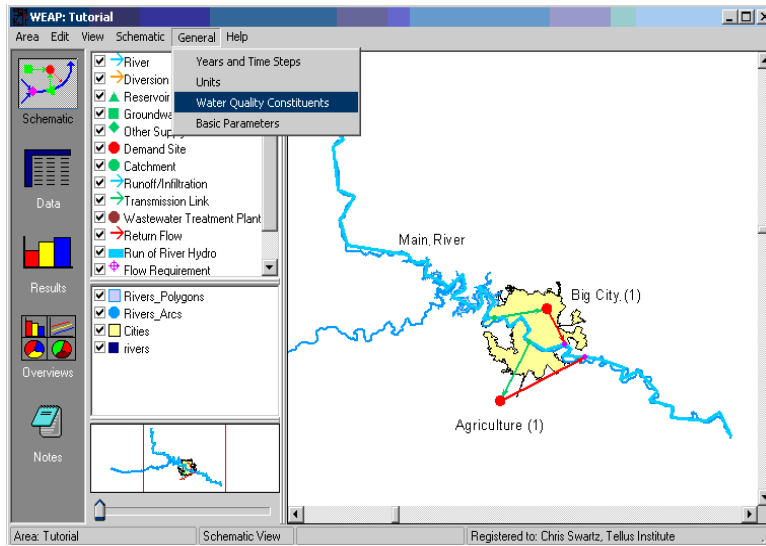 WEAP: Tutorial
Area Edit View Schematic General Help
Years and Time Steps
Units
Water Quality Constituents
Basic Parameters
Schematic
Data
Results
Overviews
Notes
River
Diversion
Reservoir
Groundwa
Other Supp
Demand Site
Catchment
Runoff/Infiltration
Transmission Link
Wastewater Treatment Plant
Return Flow
Run of River Hydro
Flow Requirement
Rivers_Polygons
Rivers_Arcs
Cities
rivers
Main River
Big City (1)
Agriculture (1)
Area: Tutorial
Schematic View
Registered to: Chris Swartz, Tellus Institute